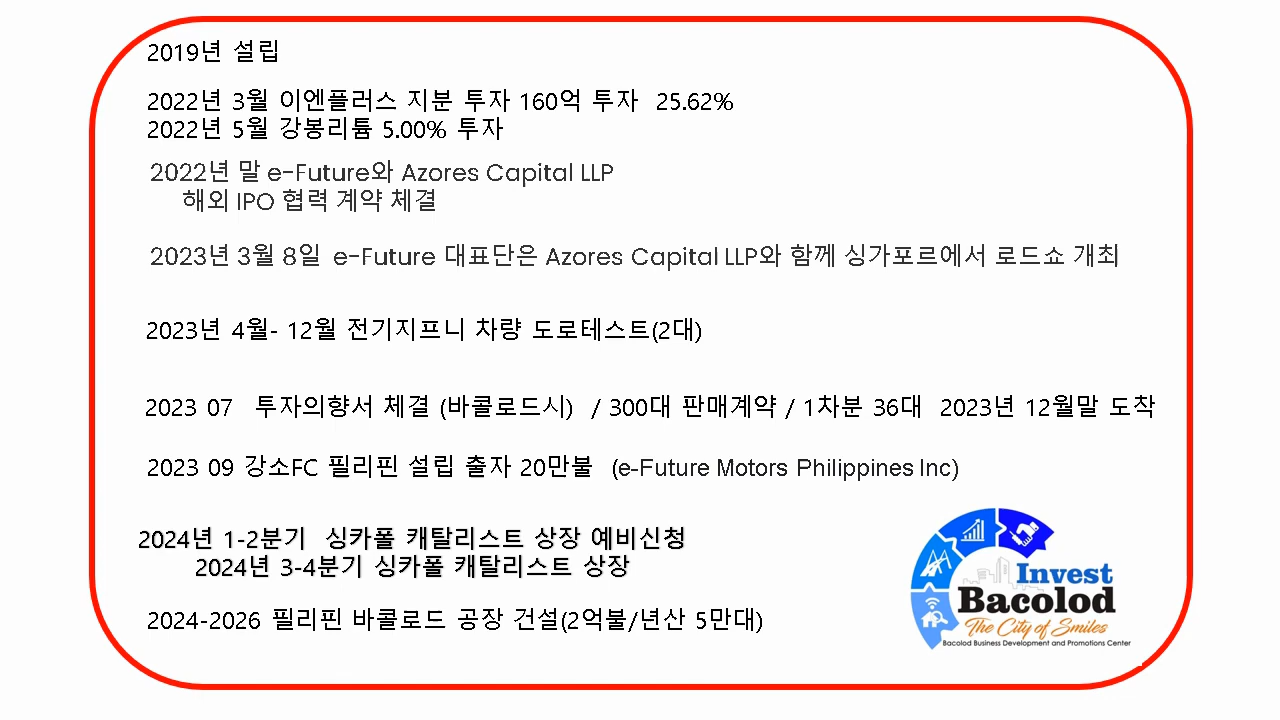 2019년 설립
2022년 3월 이엔플러스 지분 투자 160억 투자 25.62%
2022년 5월 강봉리튬 5.00% 투자
2022년 말 e-Future와 Azores Capital LLP
해외 IPO 협력 계약 체결
2023년 3월 8일 e-Future 대표단은 Azores Capital LLP와 함께 싱가포르에서 로드쇼 개최
2023년 4월- 12월 전기지프니 차량 도로테스트(2대)
2023 07 투자의향서 체결 (바콜로드시) / 300대 판매계약 / 1차분 36대 2023년 12월말 도착
2023 09 강소FC 필리핀 설립 출자 20만불 (e-Future Motors Philippines Inc)
2024년 1-2분기 싱카폴 캐탈리스트 상장 예비신청
2024년 3-4분기 싱카폴 캐탈리스트 상장
2024-2026 필리핀 바콜로드 공장 건설(2억불/년산 5만대)
Invest
Bacolod
The City of Smiles
Bacolod Business Development and Promotions Center